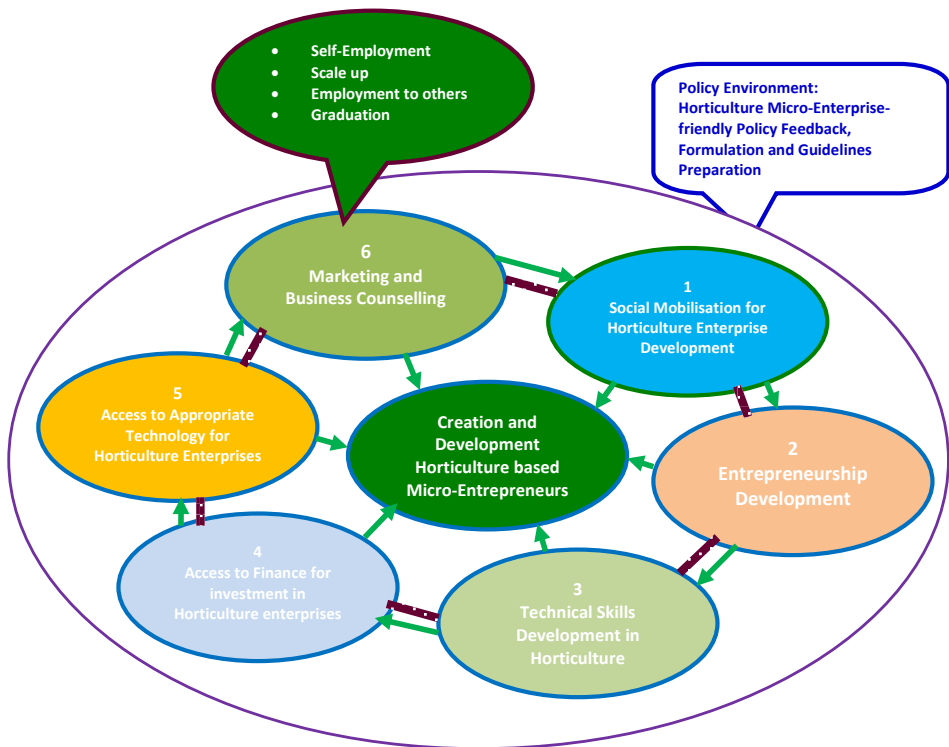 • Self-Employment
• Scale up
• Employment to others
• Graduation
Policy Environment:
Horticulture Micro-Enterprise-
friendly Policy Feedback,
Formulation and Guidelines
Preparation
6
Marketing and
Business Counselling
1
Social Mobilisation for
Horticulture Enterprise
Development
5
Access to Appropriate
Technology for
Horticulture Enterprises
Creation and
Development
Horticulture based
Micro-Entrepreneurs
2
Entrepreneurship
Development
4
Access to Finance for
investment in
Horticulture enterprises
3
Technical Skills
Development in
Horticulture